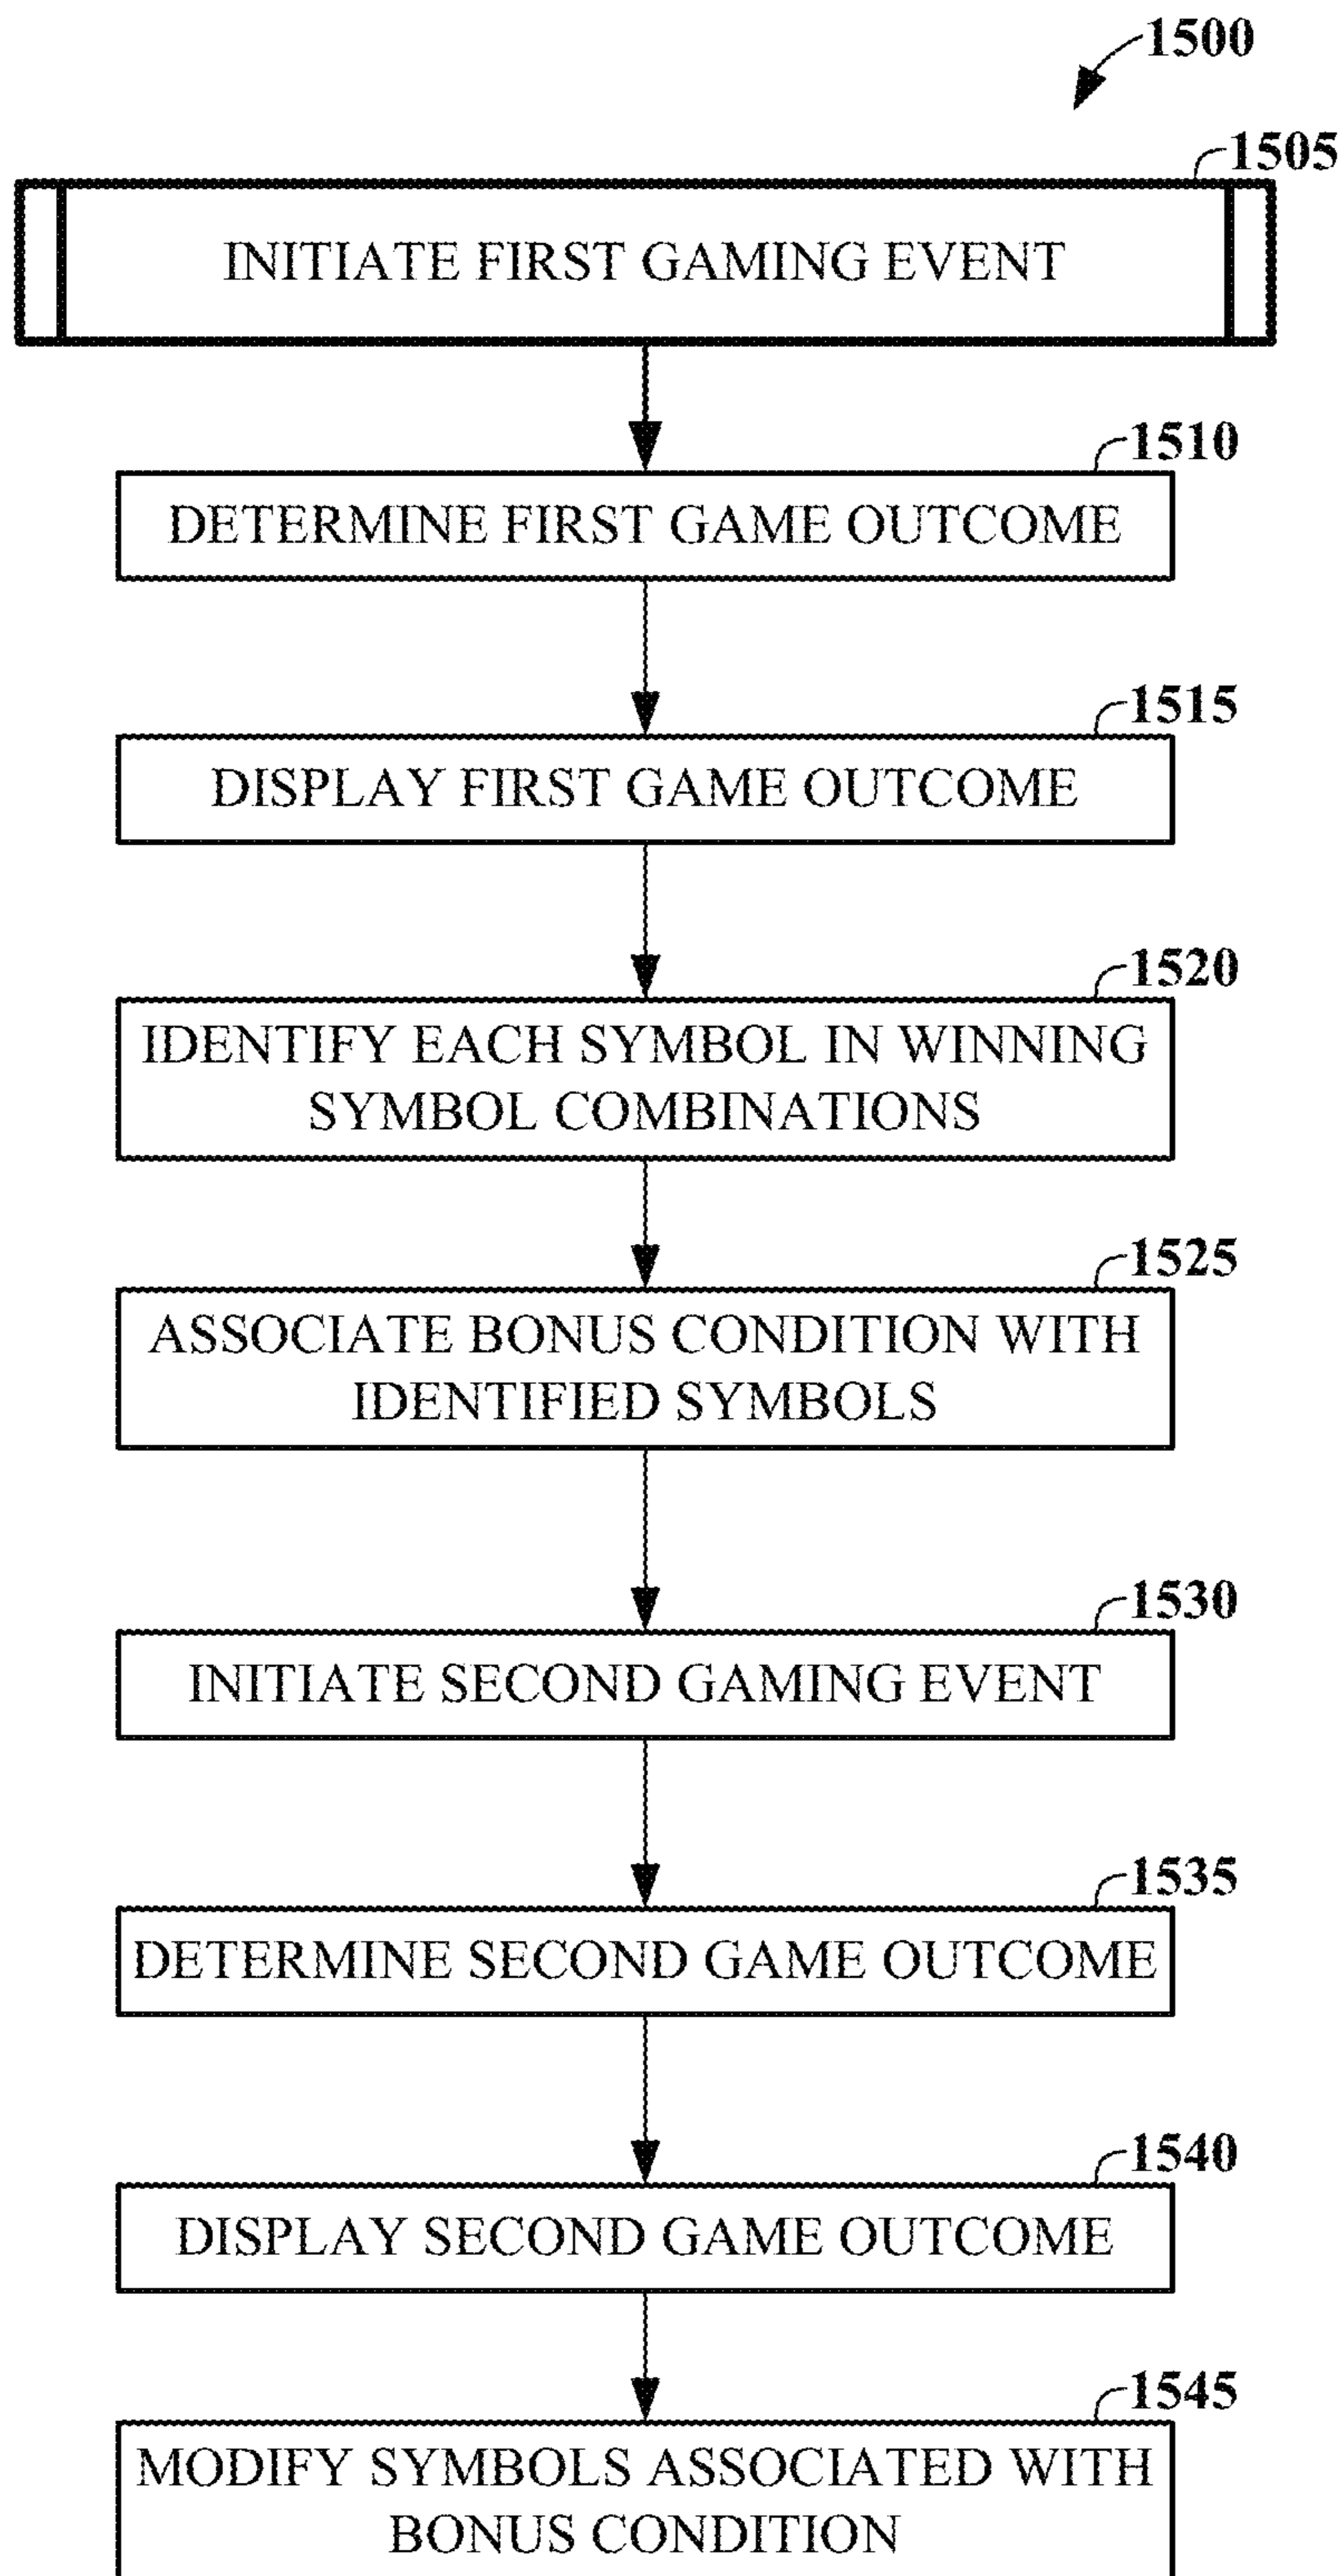 1500
1505
INITIATE FIRST GAMING EVENT
1510
DETERMINE FIRST GAME OUTCOME
1515
DISPLAY FIRST GAME OUTCOME
1520
IDENTIFY EACH SYMBOL IN WINNING
SYMBOL COMBINATIONS
1525
ASSOCIATE BONUS CONDITION WITH
IDENTIFIED SYMBOLS
1530
INITIATE SECOND GAMING EVENT
1535
DETERMINE SECOND GAME OUTCOME
1540
DISPLAY SECOND GAME OUTCOME
1545
MODIFY SYMBOLS ASSOCIATED WITH
BONUS CONDITION